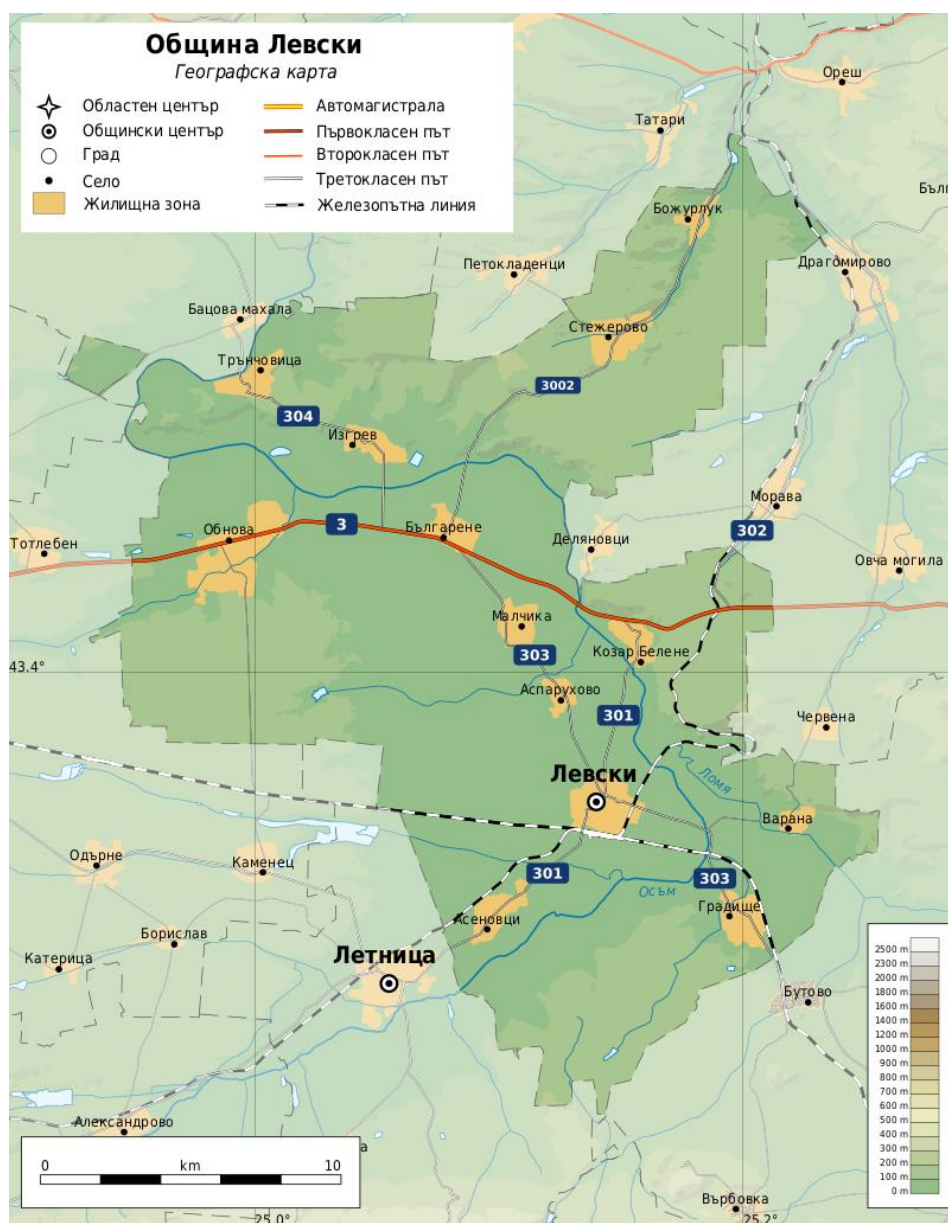 Община Левски
Географска карта
Областен център
Общински център
Град
Село
Жилищна зона
Автомагистрала
Първокласен път
Второкласен път
Третокласен път
Железопътна линия
Ореш
Татари
Бълг
Божурлук
Петокладенци
Драгомирово
Бацова махала
Стежерово
Трънчовица
3002
304
Изгрев
Морава
Обнова
3
Българене
302
Тотлебен
Деляновци
Овча могила
Малчика
Козар Белене
303
43.4°
Аспарухово
301
Червена
Левски
Ломя
Варана
Одърне
Каменец
301
303
Осъм
Градище
Асеновци
Борислав
Летница
Катерица
Бутово
2500 m
2300 m
2000 m
1800 m
1600 m
1400 m
1200 m
1000 m
900 m
800 m
700 m
600 m
500 m
400 m
300 m
200 m
100 m
0 m
Александрово
а
0 km 10
Върбовка
25.0°
25.2°